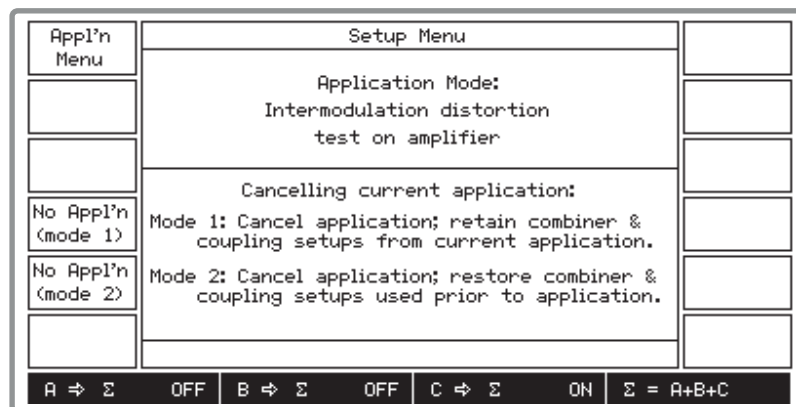 Appl'n
Menu
Setup Menu
Application Mode:
Intermodulation distortion
test on amplifier
Cancelling current application:
No Appl'n
(mode 1)
Mode 1: Cancel application; retain combiner &
coupling setups from current application.
No Appl'n
(mode 2)
Mode 2: Cancel application; restore combiner &
coupling setups used prior to application.
A ⇨ Σ OFF B ⇨ Σ OFF C ⇨ Σ ON Σ = A+B+C